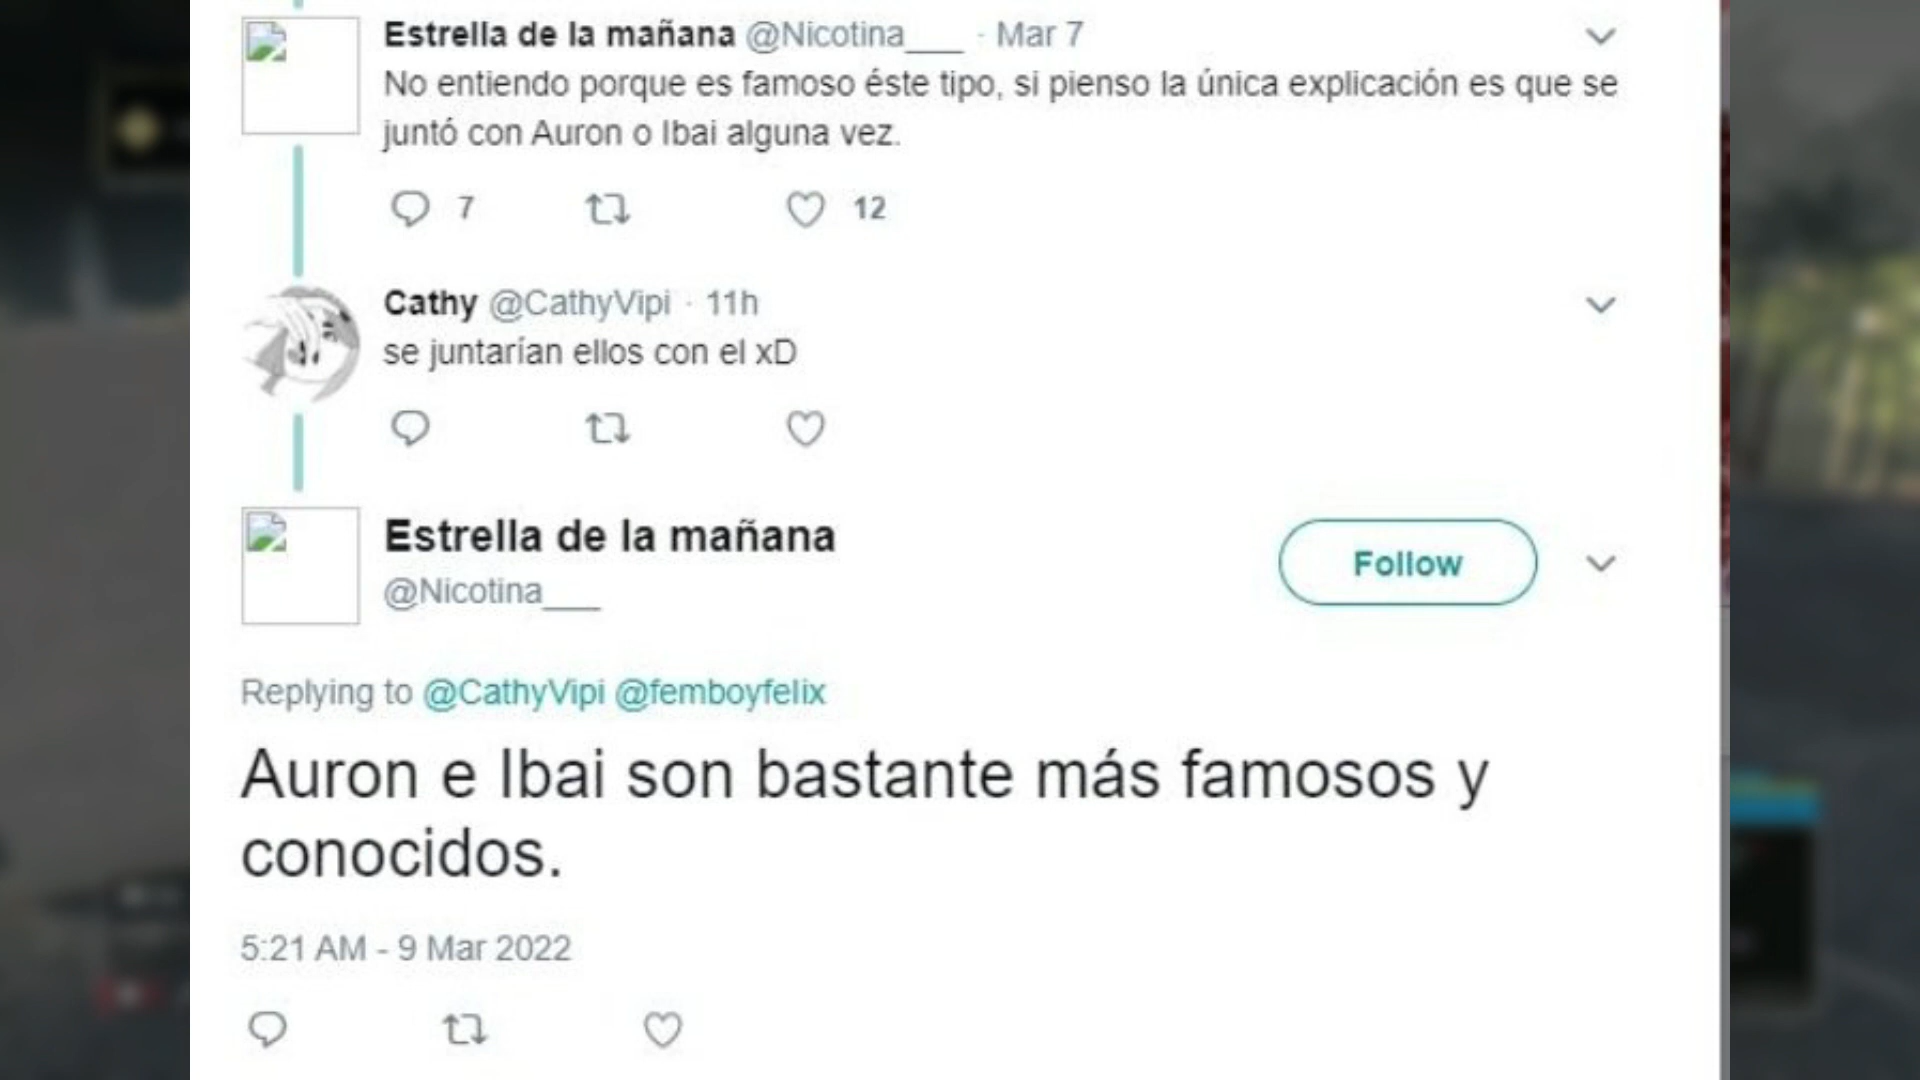 Estrella de la mañana @Nicotina___ · Mar 7
No entiendo porque es famoso éste tipo, si pienso la única explicación es que se
juntó con Auron o Ibai alguna vez.
7 12
Cathy @CathyVipi · 11h
se juntarían ellos con el xD
Estrella de la mañana
@Nicotina___
Follow
Replying to @CathyVipi @femboyfelix
Auron e Ibai son bastante más famosos y
conocidos.
5:21 AM - 9 Mar 2022